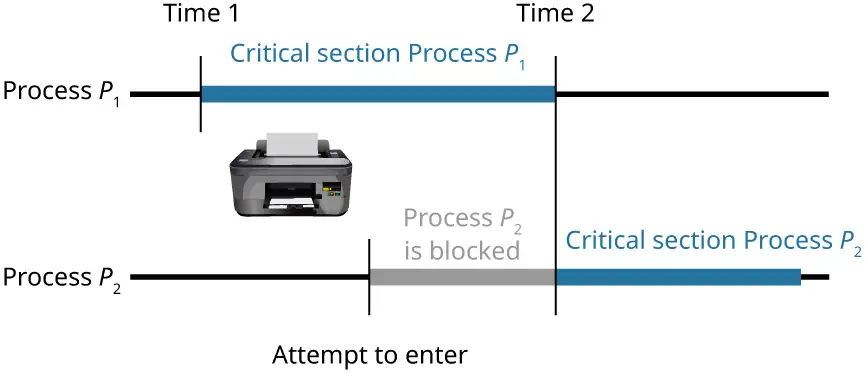 Time 1
Time 2
Critical section Process P1
Process P1
Process P2
is blocked
Critical section Process P2
Process P2
Attempt to enter